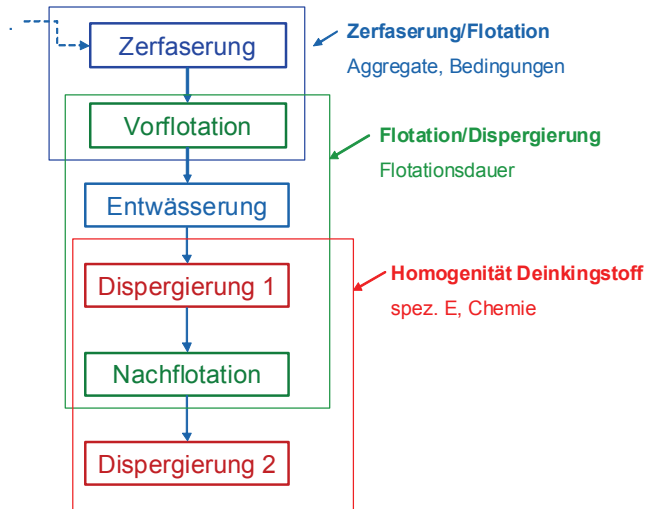 Zerfaserung
Zerfaserung/Flotation
Aggregate, Bedingungen
Vorflotation
Flotation/Dispergierung
Flotationsdauer
Entwässerung
Dispergierung 1
Homogenität Deinkingstoff
spez. E, Chemie
Nachflotation
Dispergierung 2